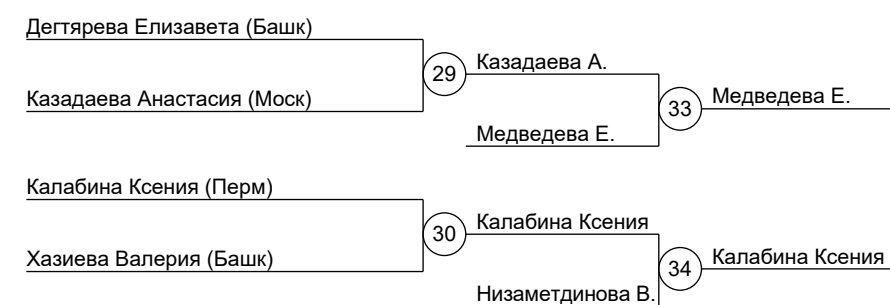 Дегтярева Елизавета (Башк)
29
Казадаева А.
Казадаева Анастасия (Моск)
33
Медведева Е.
Медведева Е.
Калабина Ксения (Перм)
30
Калабина Ксения
Хазиева Валерия (Башк)
34
Калабина Ксения
Низаметдинова В.